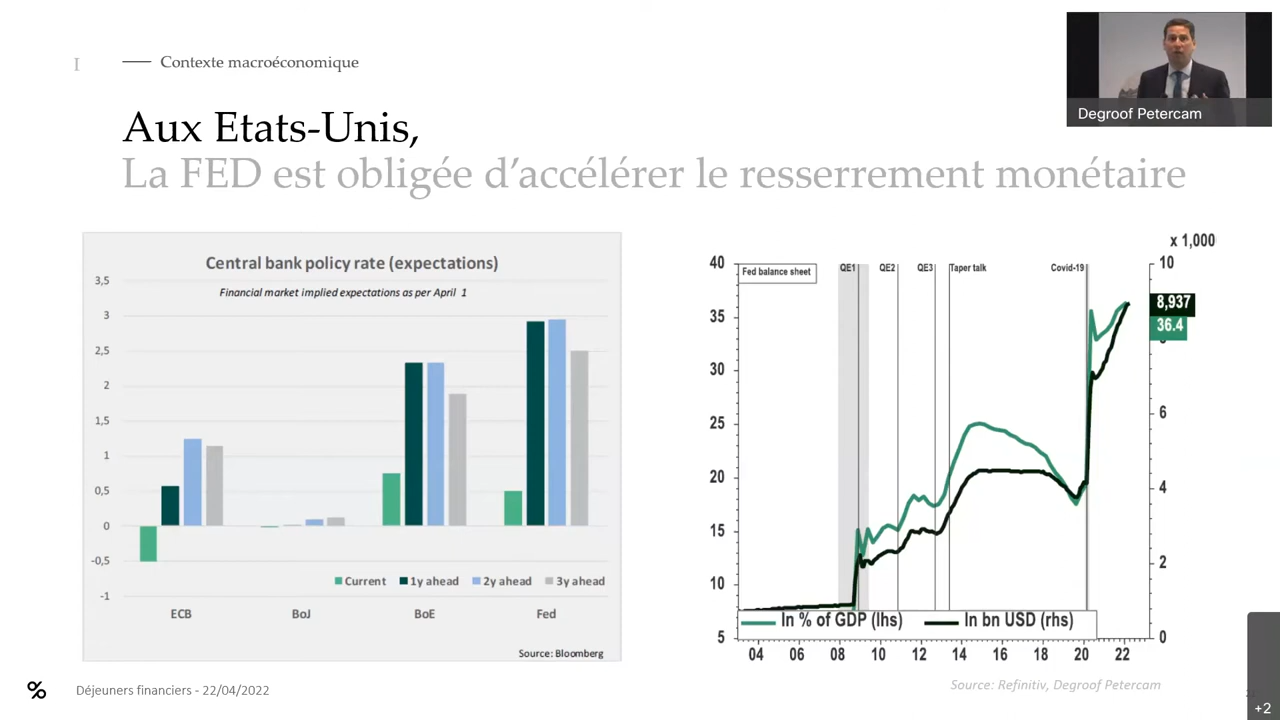 I
Contexte macroéconomique
Degroof Petercam
Aux Etats-Unis,
La FED est obligée d’accélérer le resserrement monétaire
Central bank policy rate (expectations)
Financial market implied expectations as per April 1
3,5
3
2,5
2
1,5
1
0,5
0
-0,5
-1
Current 1y ahead 2y ahead 3y ahead
ECB BoJ BoE Fed
Source: Bloomberg
x 1,000
Fed balance sheet
QE1 QE2 QE3 Taper talk Covid-19
40
35
30
25
20
15
10
5
10
8,937
36.4
6
4
2
0
In % of GDP (lhs) In bn USD (rhs)
04 06 08 10 12 14 16 18 20 22
Source: Refinitiv, Degroof Petercam
Déjeuners financiers - 22/04/2022
+2